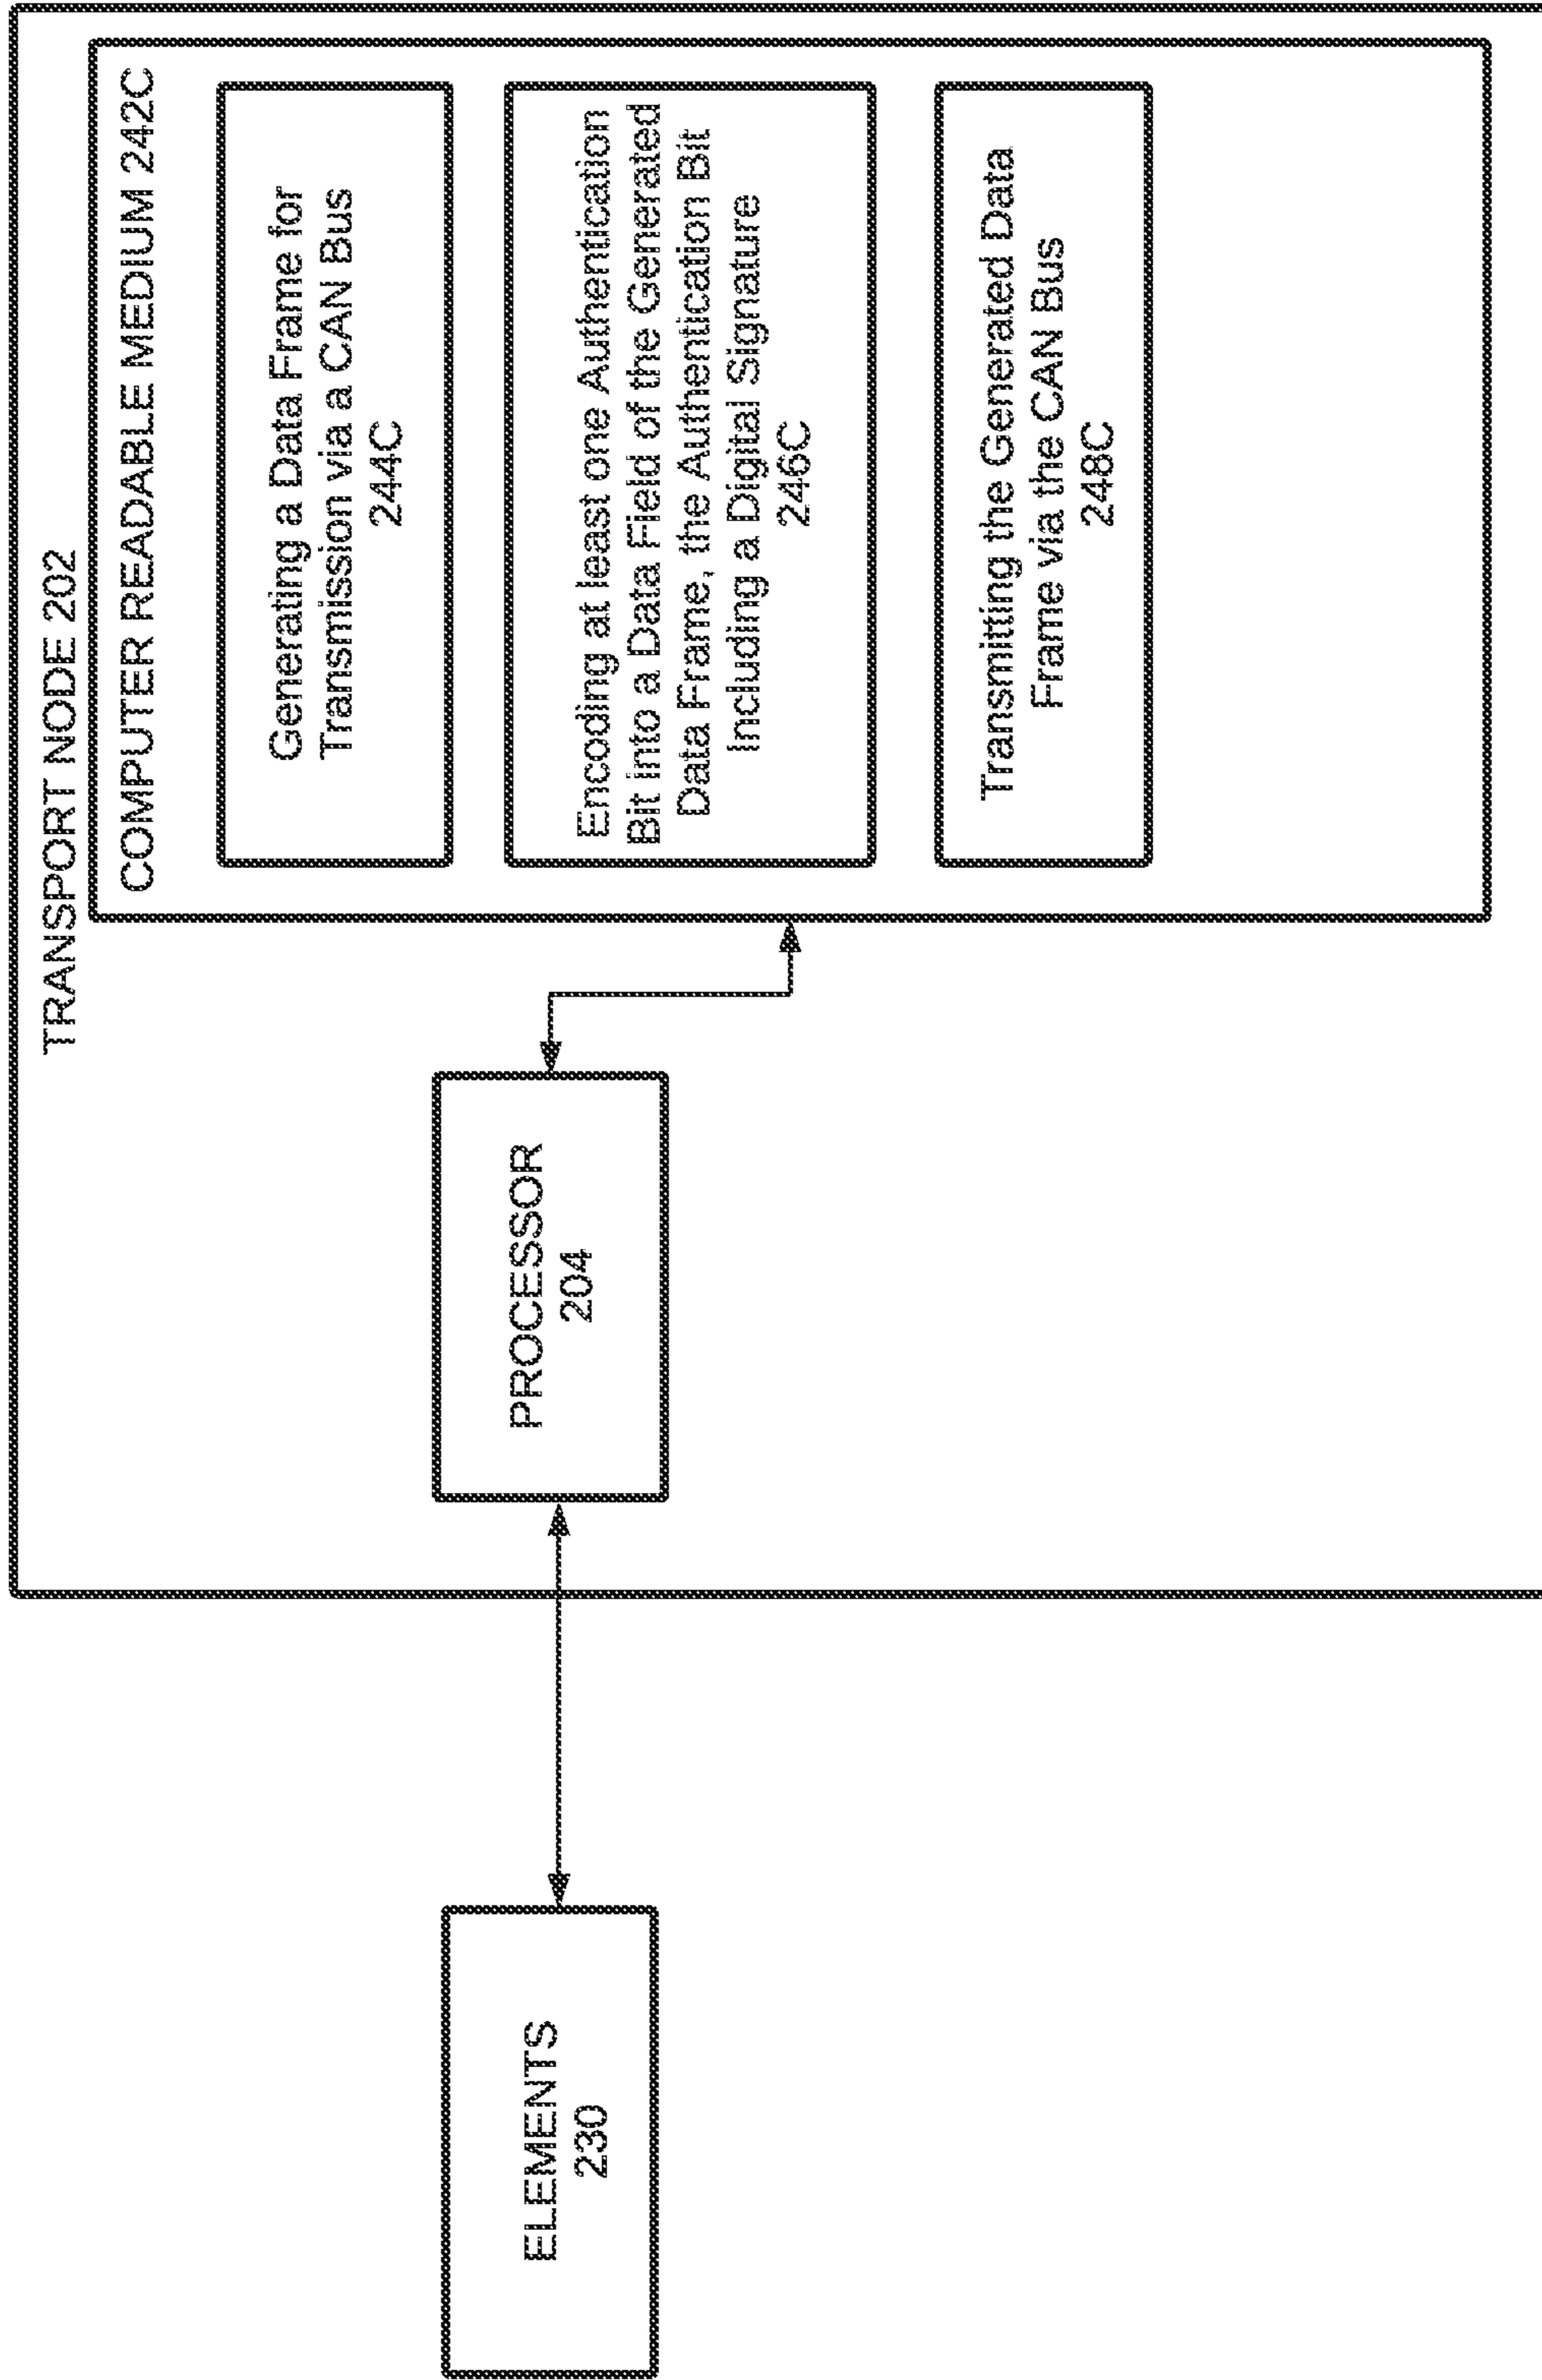 TRANSPORT NODE 202
COMPUTER READABLE MEDIUM 242C
Generating a Data Frame for
Transmission via a CAN Bus
244C
Encoding at least one Authentication
Bit into a Data Field of the Generated
Data Frame, the Authentication Bit
Including a Digital Signature
246C
Transmitting the Generated Data
Frame via the CAN Bus
248C
PROCESSOR
204
ELEMENTS
230